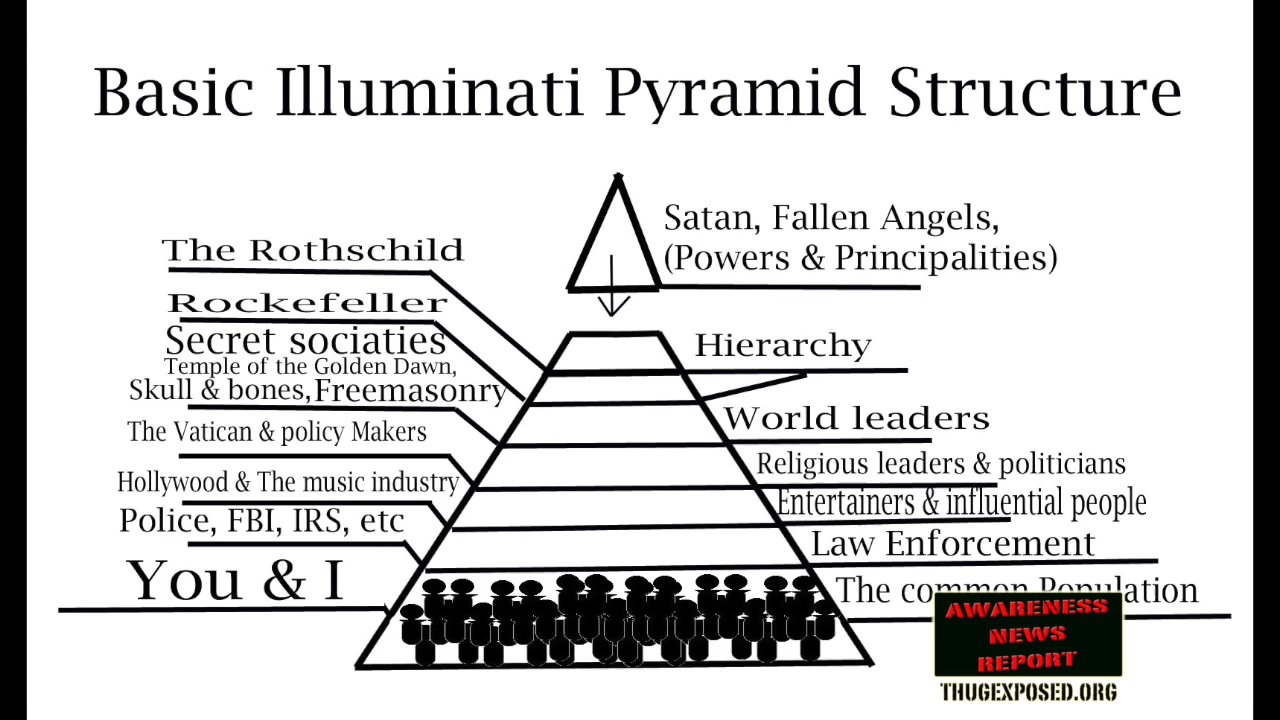 Basic Illuminati Pyramid Structure
Satan, Fallen Angels,
(Powers & Principalities)
The Rothschild
Rockefeller
Secret sociaties
Temple of the Golden Dawn,
Skull & bones, Freemasonry
The Vatican & policy Makers
Hollywood & The music industry
Police, FBI, IRS, etc
You & I
Hierarchy
World leaders
Religious leaders & politicians
Entertainers & influential people
Law Enforcement
The common Population
AWARENESS
NEWS
REPORT
THUGEXPOSED.ORG